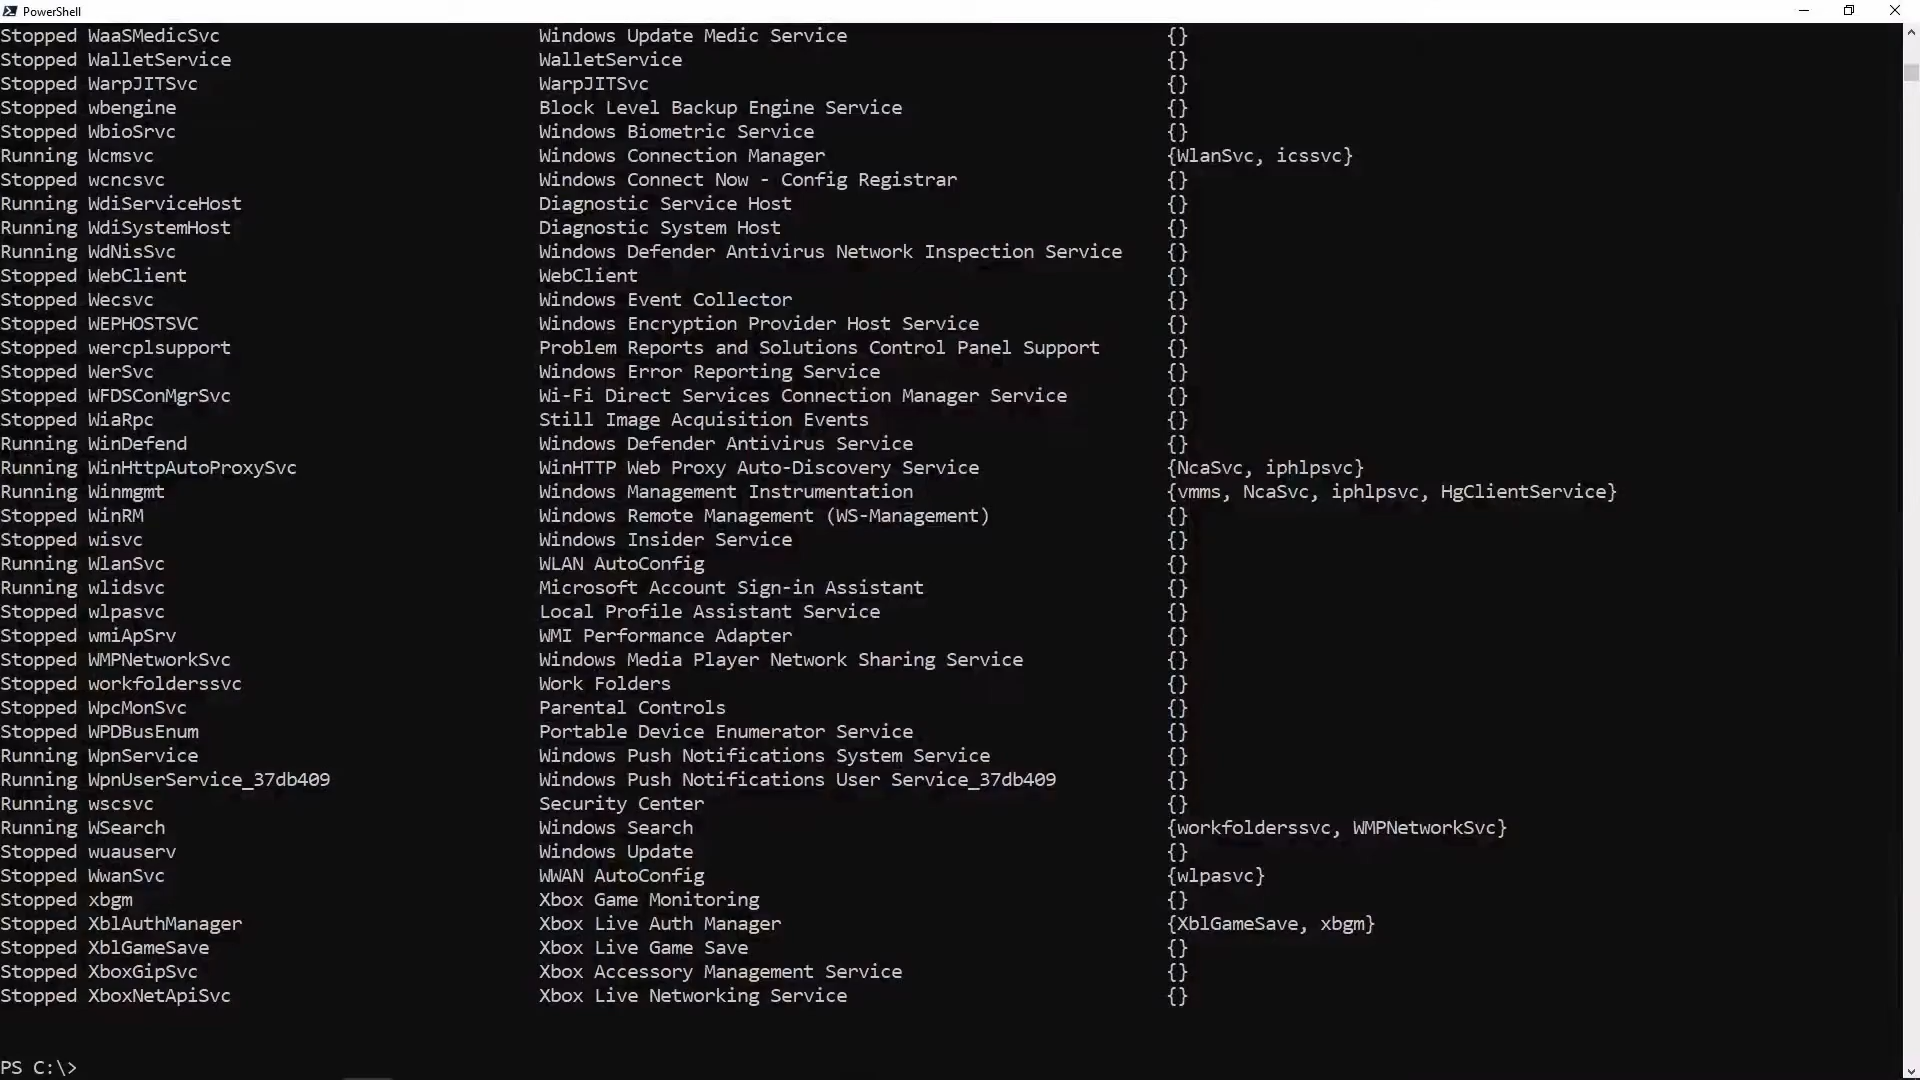 PowerShell
Stopped WaaSMedicSvc Windows Update Medic Service {}
Stopped WalletService WalletService {}
Stopped WarpJITSvc WarpJITSvc {}
Stopped wbengine Block Level Backup Engine Service {}
Stopped WbioSrvc Windows Biometric Service {}
Running Wcmsvc Windows Connection Manager {WlanSvc, icssvc}
Stopped wcncsvc Windows Connect Now - Config Registrar {}
Running WdiServiceHost Diagnostic Service Host {}
Running WdiSystemHost Diagnostic System Host {}
Running WdNisSvc Windows Defender Antivirus Network Inspection Service {}
Stopped WebClient WebClient {}
Stopped Wecsvc Windows Event Collector {}
Stopped WEPHOSTSVC Windows Encryption Provider Host Service {}
Stopped wercplsupport Problem Reports and Solutions Control Panel Support {}
Stopped WerSvc Windows Error Reporting Service {}
Stopped WFDSConMgrSvc Wi-Fi Direct Services Connection Manager Service {}
Stopped WiaRpc Still Image Acquisition Events {}
Running WinDefend Windows Defender Antivirus Service {}
Running WinHttpAutoProxySvc WinHTTP Web Proxy Auto-Discovery Service {NcaSvc, iphlpsvc}
Running Winmgmt Windows Management Instrumentation {vmms, NcaSvc, iphlpsvc, HgClientService}
Stopped WinRM Windows Remote Management (WS-Management) {}
Stopped wisvc Windows Insider Service {}
Running WlanSvc WLAN AutoConfig {}
Running wlidsvc Microsoft Account Sign-in Assistant {}
Stopped wlpasvc Local Profile Assistant Service {}
Stopped wmiApSrv WMI Performance Adapter {}
Stopped WMPNetworkSvc Windows Media Player Network Sharing Service {}
Stopped workfolderssvc Work Folders {}
Stopped WpcMonSvc Parental Controls {}
Stopped WPDBusEnum Portable Device Enumerator Service {}
Running WpnService Windows Push Notifications System Service {}
Running WpnUserService_37db409 Windows Push Notifications User Service_37db409 {}
Running wscsvc Security Center {}
Running WSearch Windows Search {workfolderssvc, WMPNetworkSvc}
Stopped wuauserv Windows Update {}
Stopped WwanSvc WWAN AutoConfig {wlpasvc}
Stopped xbgm Xbox Game Monitoring {}
Stopped XblAuthManager Xbox Live Auth Manager {XblGameSave, xbgm}
Stopped XblGameSave Xbox Live Game Save {}
Stopped XboxGipSvc Xbox Accessory Management Service {}
Stopped XboxNetApiSvc Xbox Live Networking Service {}
PS C:\>